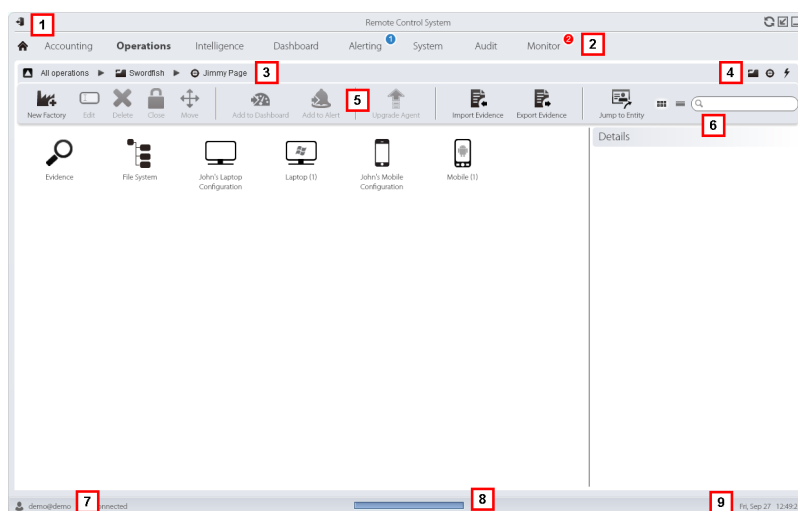 1
Remote Control System
Accounting Operations Intelligence Dashboard Alerting 1 System Audit Monitor 2 2
All operations Swordfish Jimmy Page 3 4
New Factory Edit Delete Close Move Add to Dashboard Add to Alert 5 Upgrade Agent Import Evidence Export Evidence Jump to Entity
6
Details
Evidence File System John's Laptop Configuration Laptop (1) John's Mobile Configuration Mobile (1)
demo@demo 7 8 9 Fri, Sep 27 12:49:2